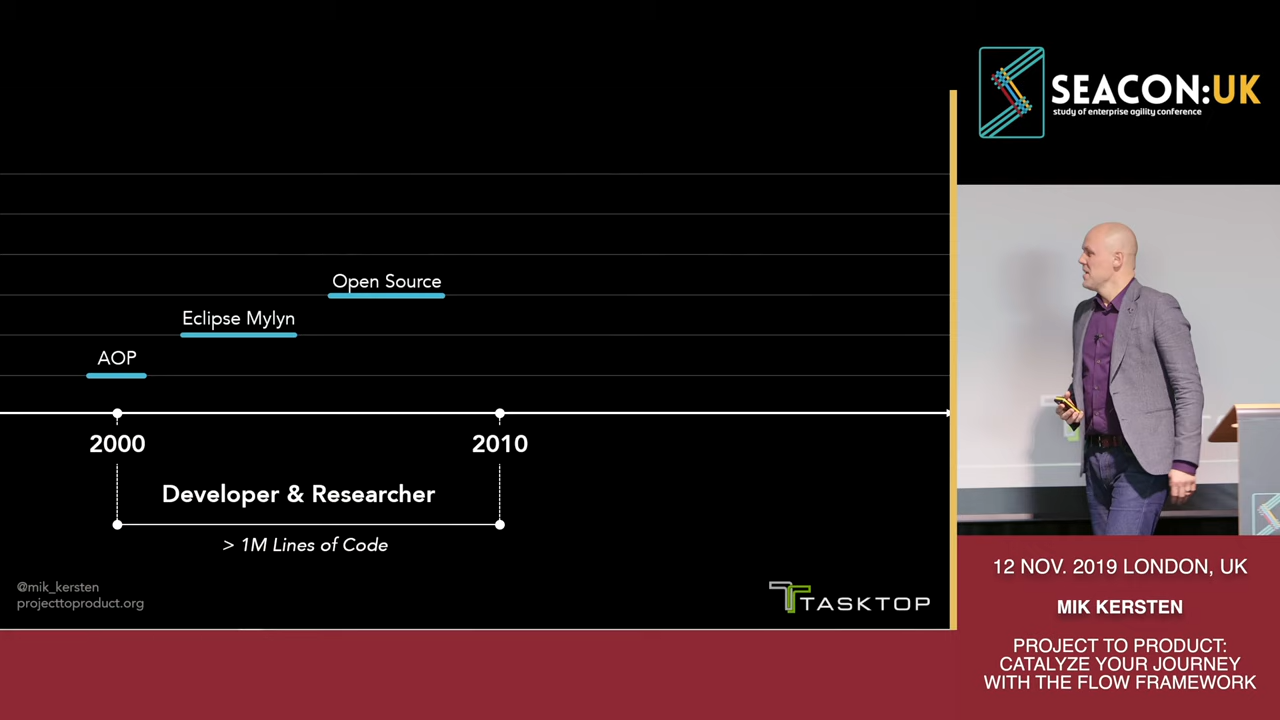 Open Source
Eclipse Mylyn
AOP
2000
2010
Developer & Researcher
> 1M Lines of Code
@mik_kersten
projecttoproduct.org
TASKTOP
SEACON:UK
study of enterprise agility conference
12 NOV. 2019 LONDON, UK
MIK KERSTEN
PROJECT TO PRODUCT:
CATALYZE YOUR JOURNEY
WITH THE FLOW FRAMEWORK